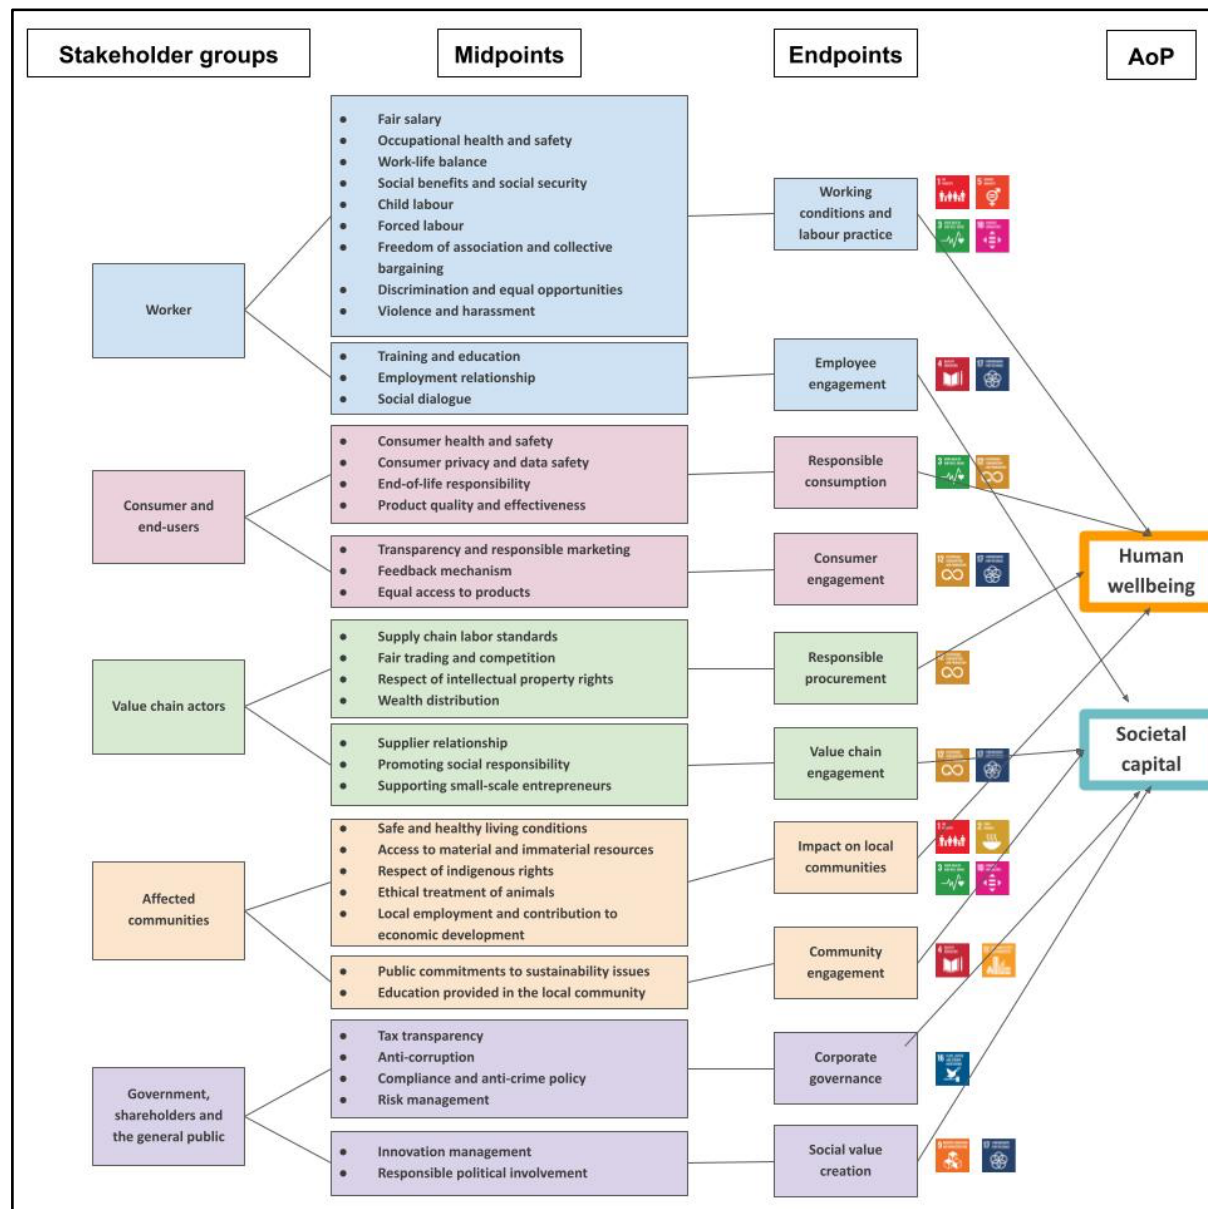 Stakeholder groups
Midpoints
Endpoints
AoP
Worker
Fair salary
Occupational health and safety
Work-life balance
Social benefits and social security
Child labour
Forced labour
Freedom of association and collective
bargaining
Discrimination and equal opportunities
Violence and harassment
Working
conditions and
labour practice
Training and education
Employment relationship
Social dialogue
Employee
engagement
Consumer and
end-users
Consumer health and safety
Consumer privacy and data safety
End-of-life responsibility
Product quality and effectiveness
Responsible
consumption
Transparency and responsible marketing
Feedback mechanism
Equal access to products
Consumer
engagement
Value chain actors
Supply chain labor standards
Fair trading and competition
Respect of intellectual property rights
Wealth distribution
Responsible
procurement
Supplier relationship
Promoting social responsibility
Supporting small-scale entrepreneurs
Value chain
engagement
Affected
communities
Safe and healthy living conditions
Access to material and immaterial resources
Respect of indigenous rights
Ethical treatment of animals
Local employment and contribution to
economic development
Impact on local
communities
Public commitments to sustainability issues
Education provided in the local community
Community
engagement
Government,
shareholders and
the general public
Tax transparency
Anti-corruption
Compliance and anti-crime policy
Risk management
Corporate
governance
Innovation management
Responsible political involvement
Social value
creation
Human
wellbeing
Societal
capital